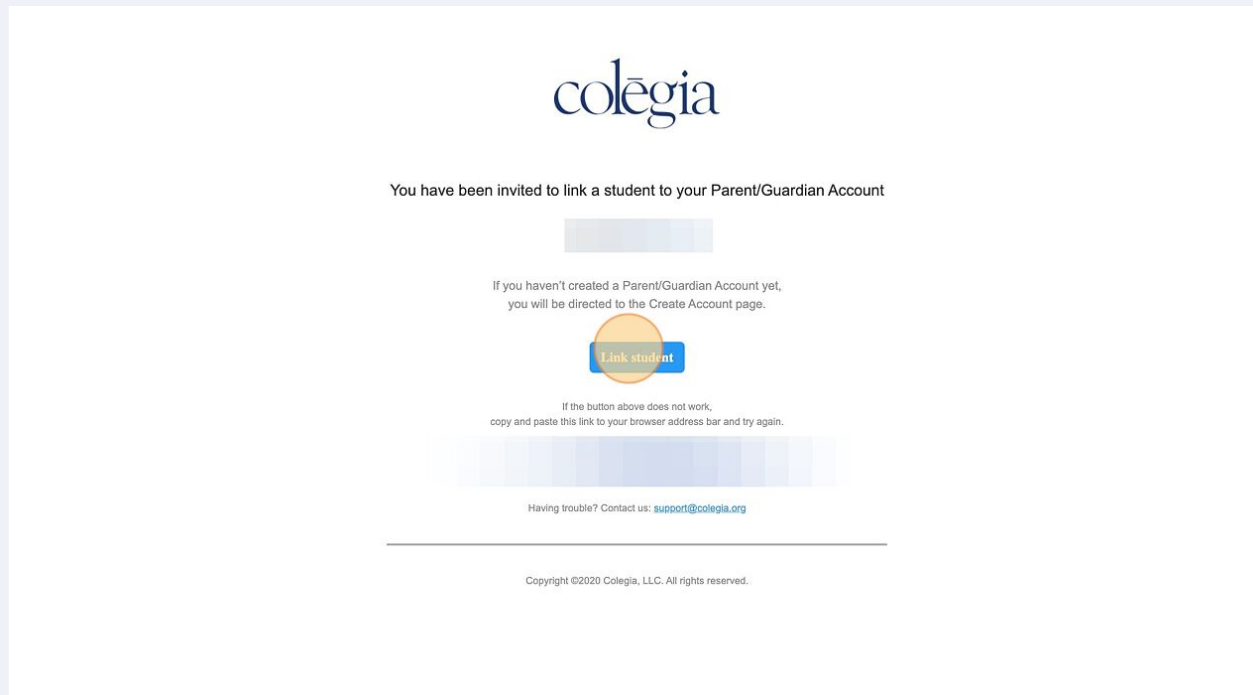 colēgia
You have been invited to link a student to your Parent/Guardian Account
If you haven't created a Parent/Guardian Account yet,
you will be directed to the Create Account page.
Link student
If the button above does not work,
copy and paste this link to your browser address bar and try again.
Having trouble? Contact us: support@colegia.org
Copyright ©2020 Colegia, LLC. All rights reserved.